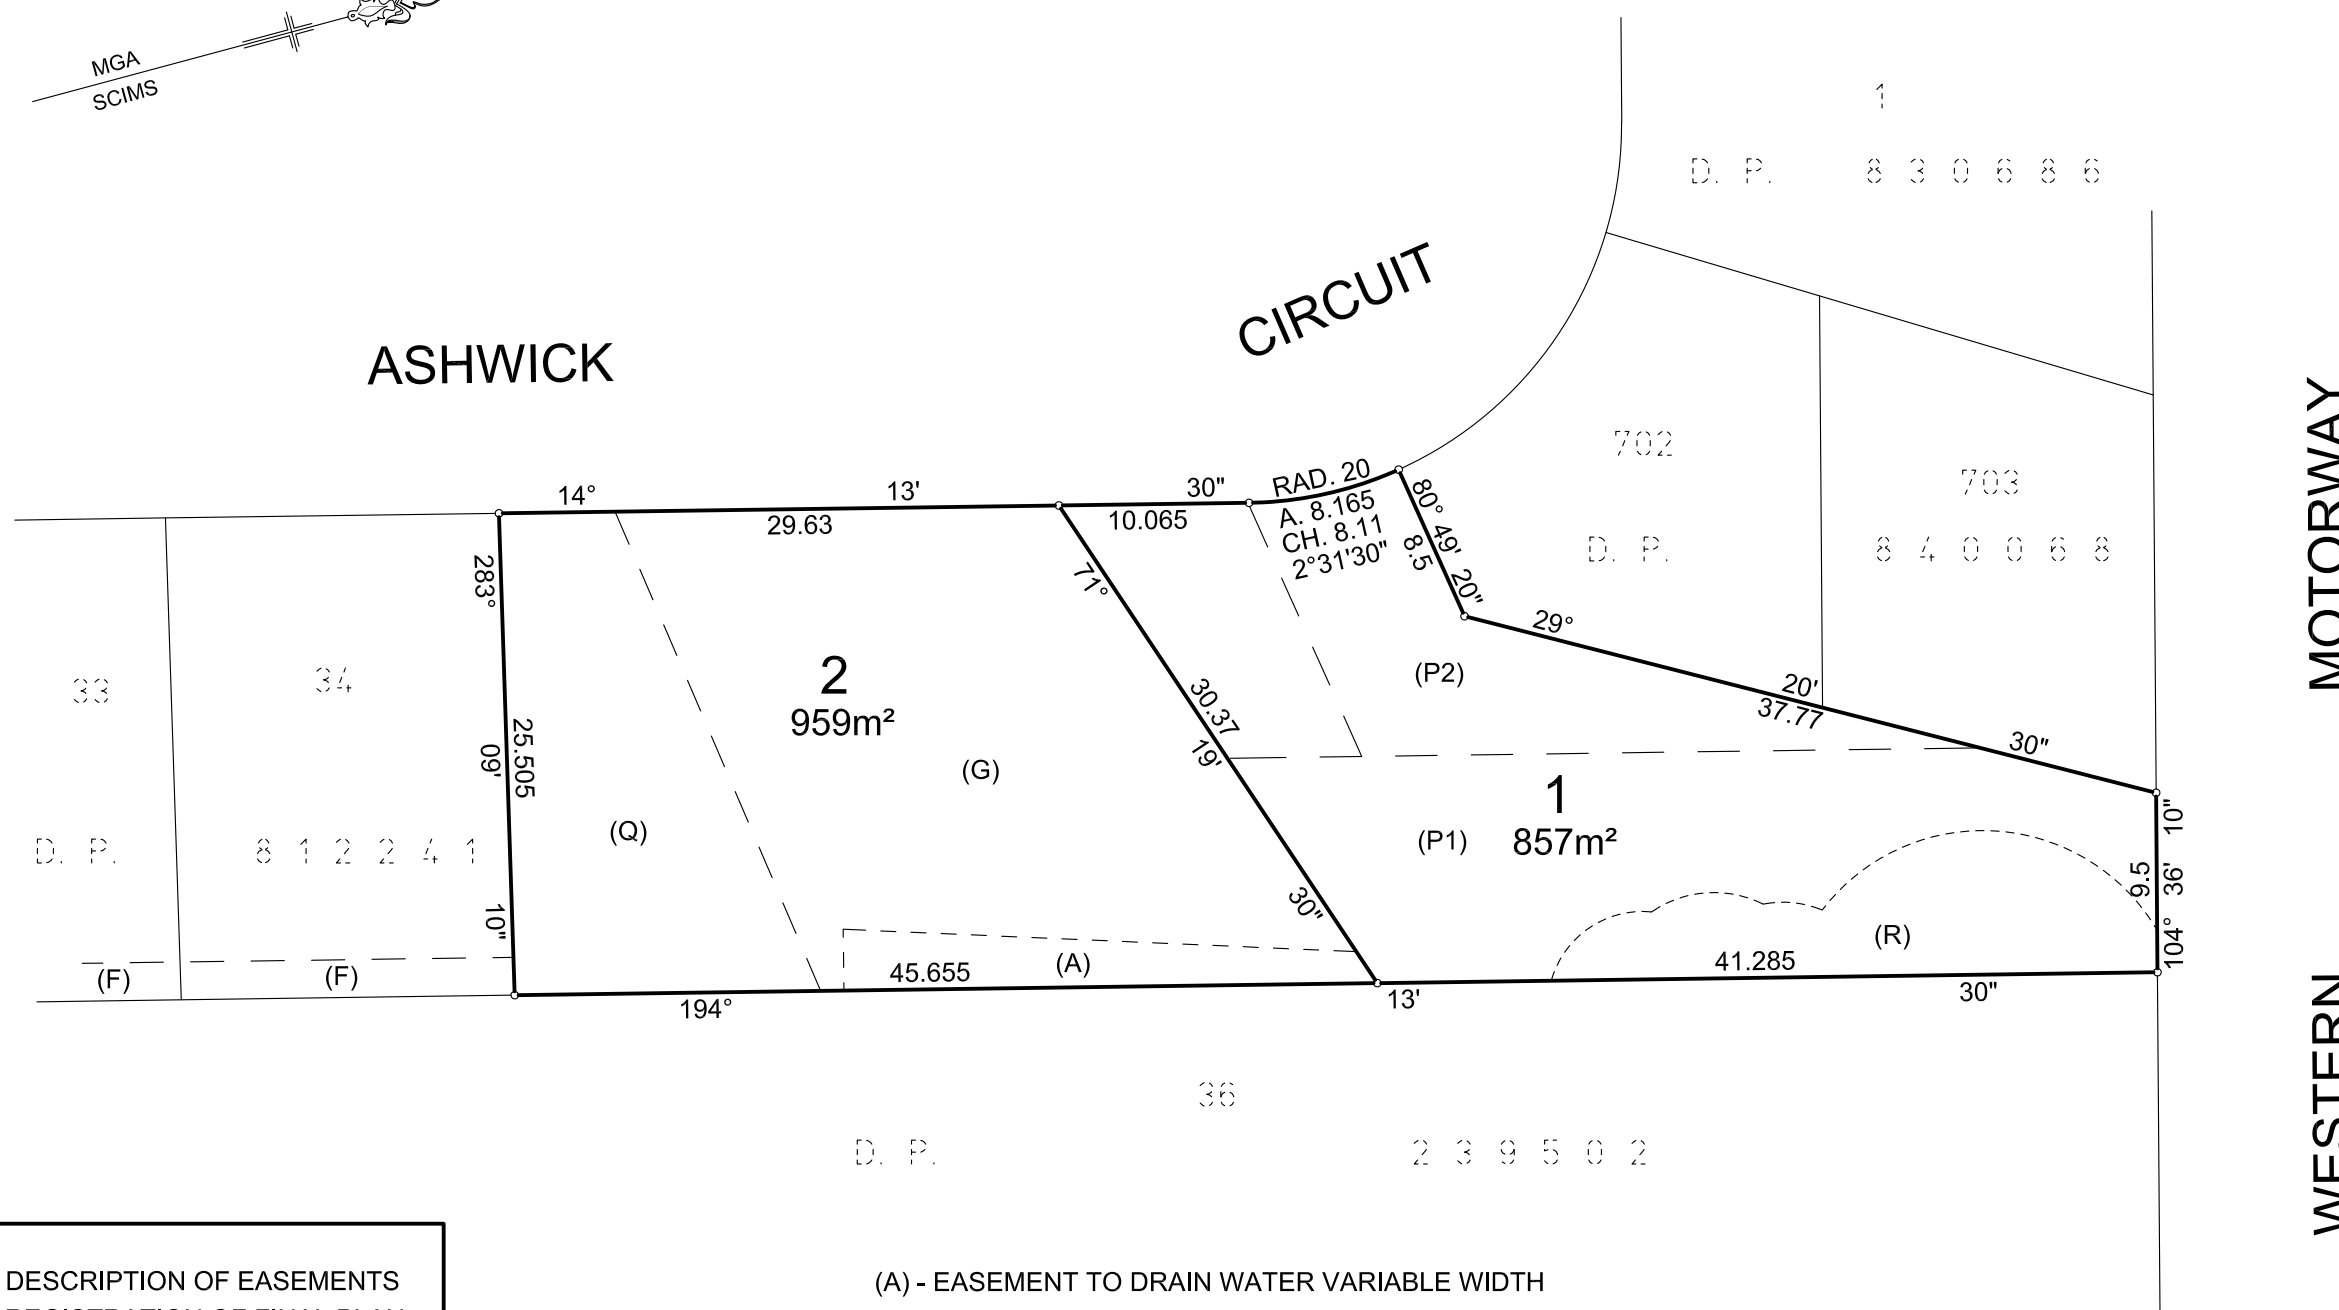 MGA
SCIMS
1
D. P. 830686
ASHWICK
CIRCUIT
MOTORWAY
WESTERN
702
703
D. P. 840068
14° 13' 30"
29.63
10.065
RAD. 20
A. 8.165
CH. 8.11
2°31'30"
80° 49' 20"
8.5
29° 20' 30"
37.77
283° 09' 10"
25.505
71° 19' 30"
30.37
33
34
D. P. 812241
2
959m²
(P2)
(G)
(Q)
1
857m²
(P1)
(R)
104° 36' 10"
9.5
(F)
(F)
(A)
45.655
41.285
194° 13' 30"
36
D. P. 239502
DESCRIPTION OF EASEMENTS
(A) - EASEMENT TO DRAIN WATER VARIABLE WIDTH